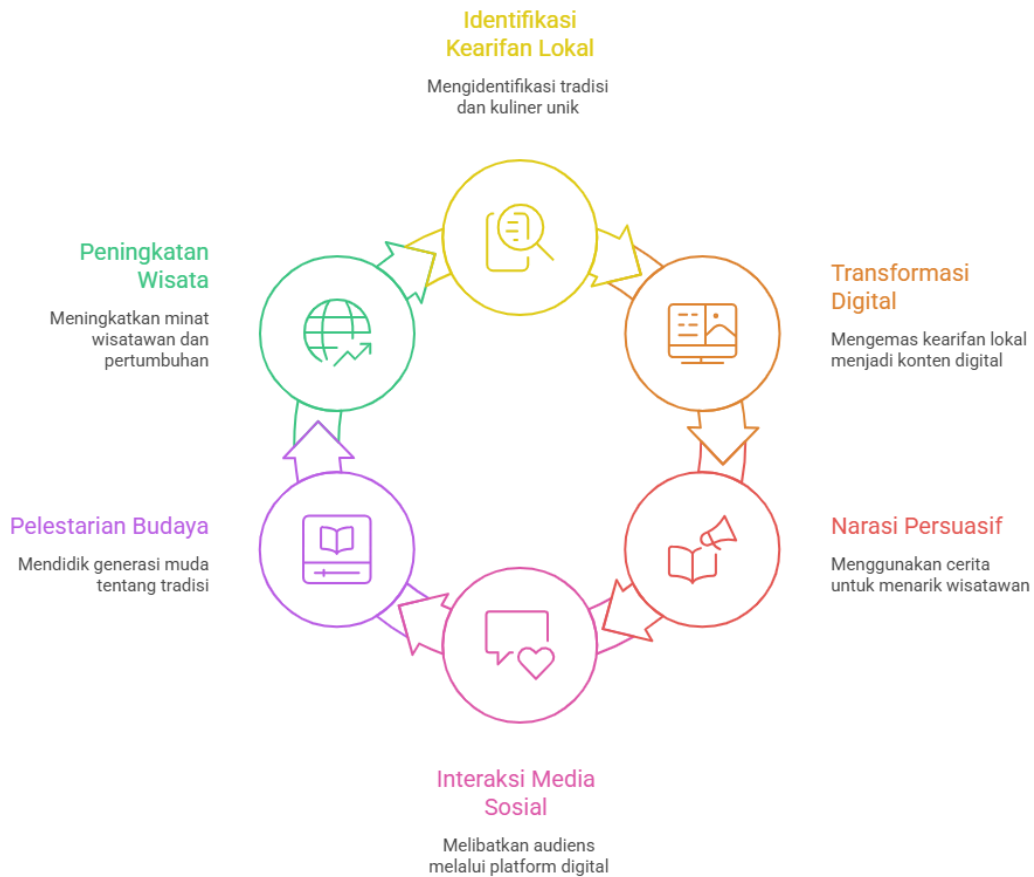 Identifikasi
Kearifan Lokal
Mengidentifikasi tradisi
dan kuliner unik
Transformasi
Digital
Mengemas kearifan lokal
menjadi konten digital
Narasi Persuasif
Menggunakan cerita
untuk menarik wisatawan
Interaksi Media
Sosial
Melibatkan audiens
melalui platform digital
Pelestarian Budaya
Mendidik generasi muda
tentang tradisi
Peningkatan
Wisata
Meningkatkan minat
wisatawan dan
pertumbuhan